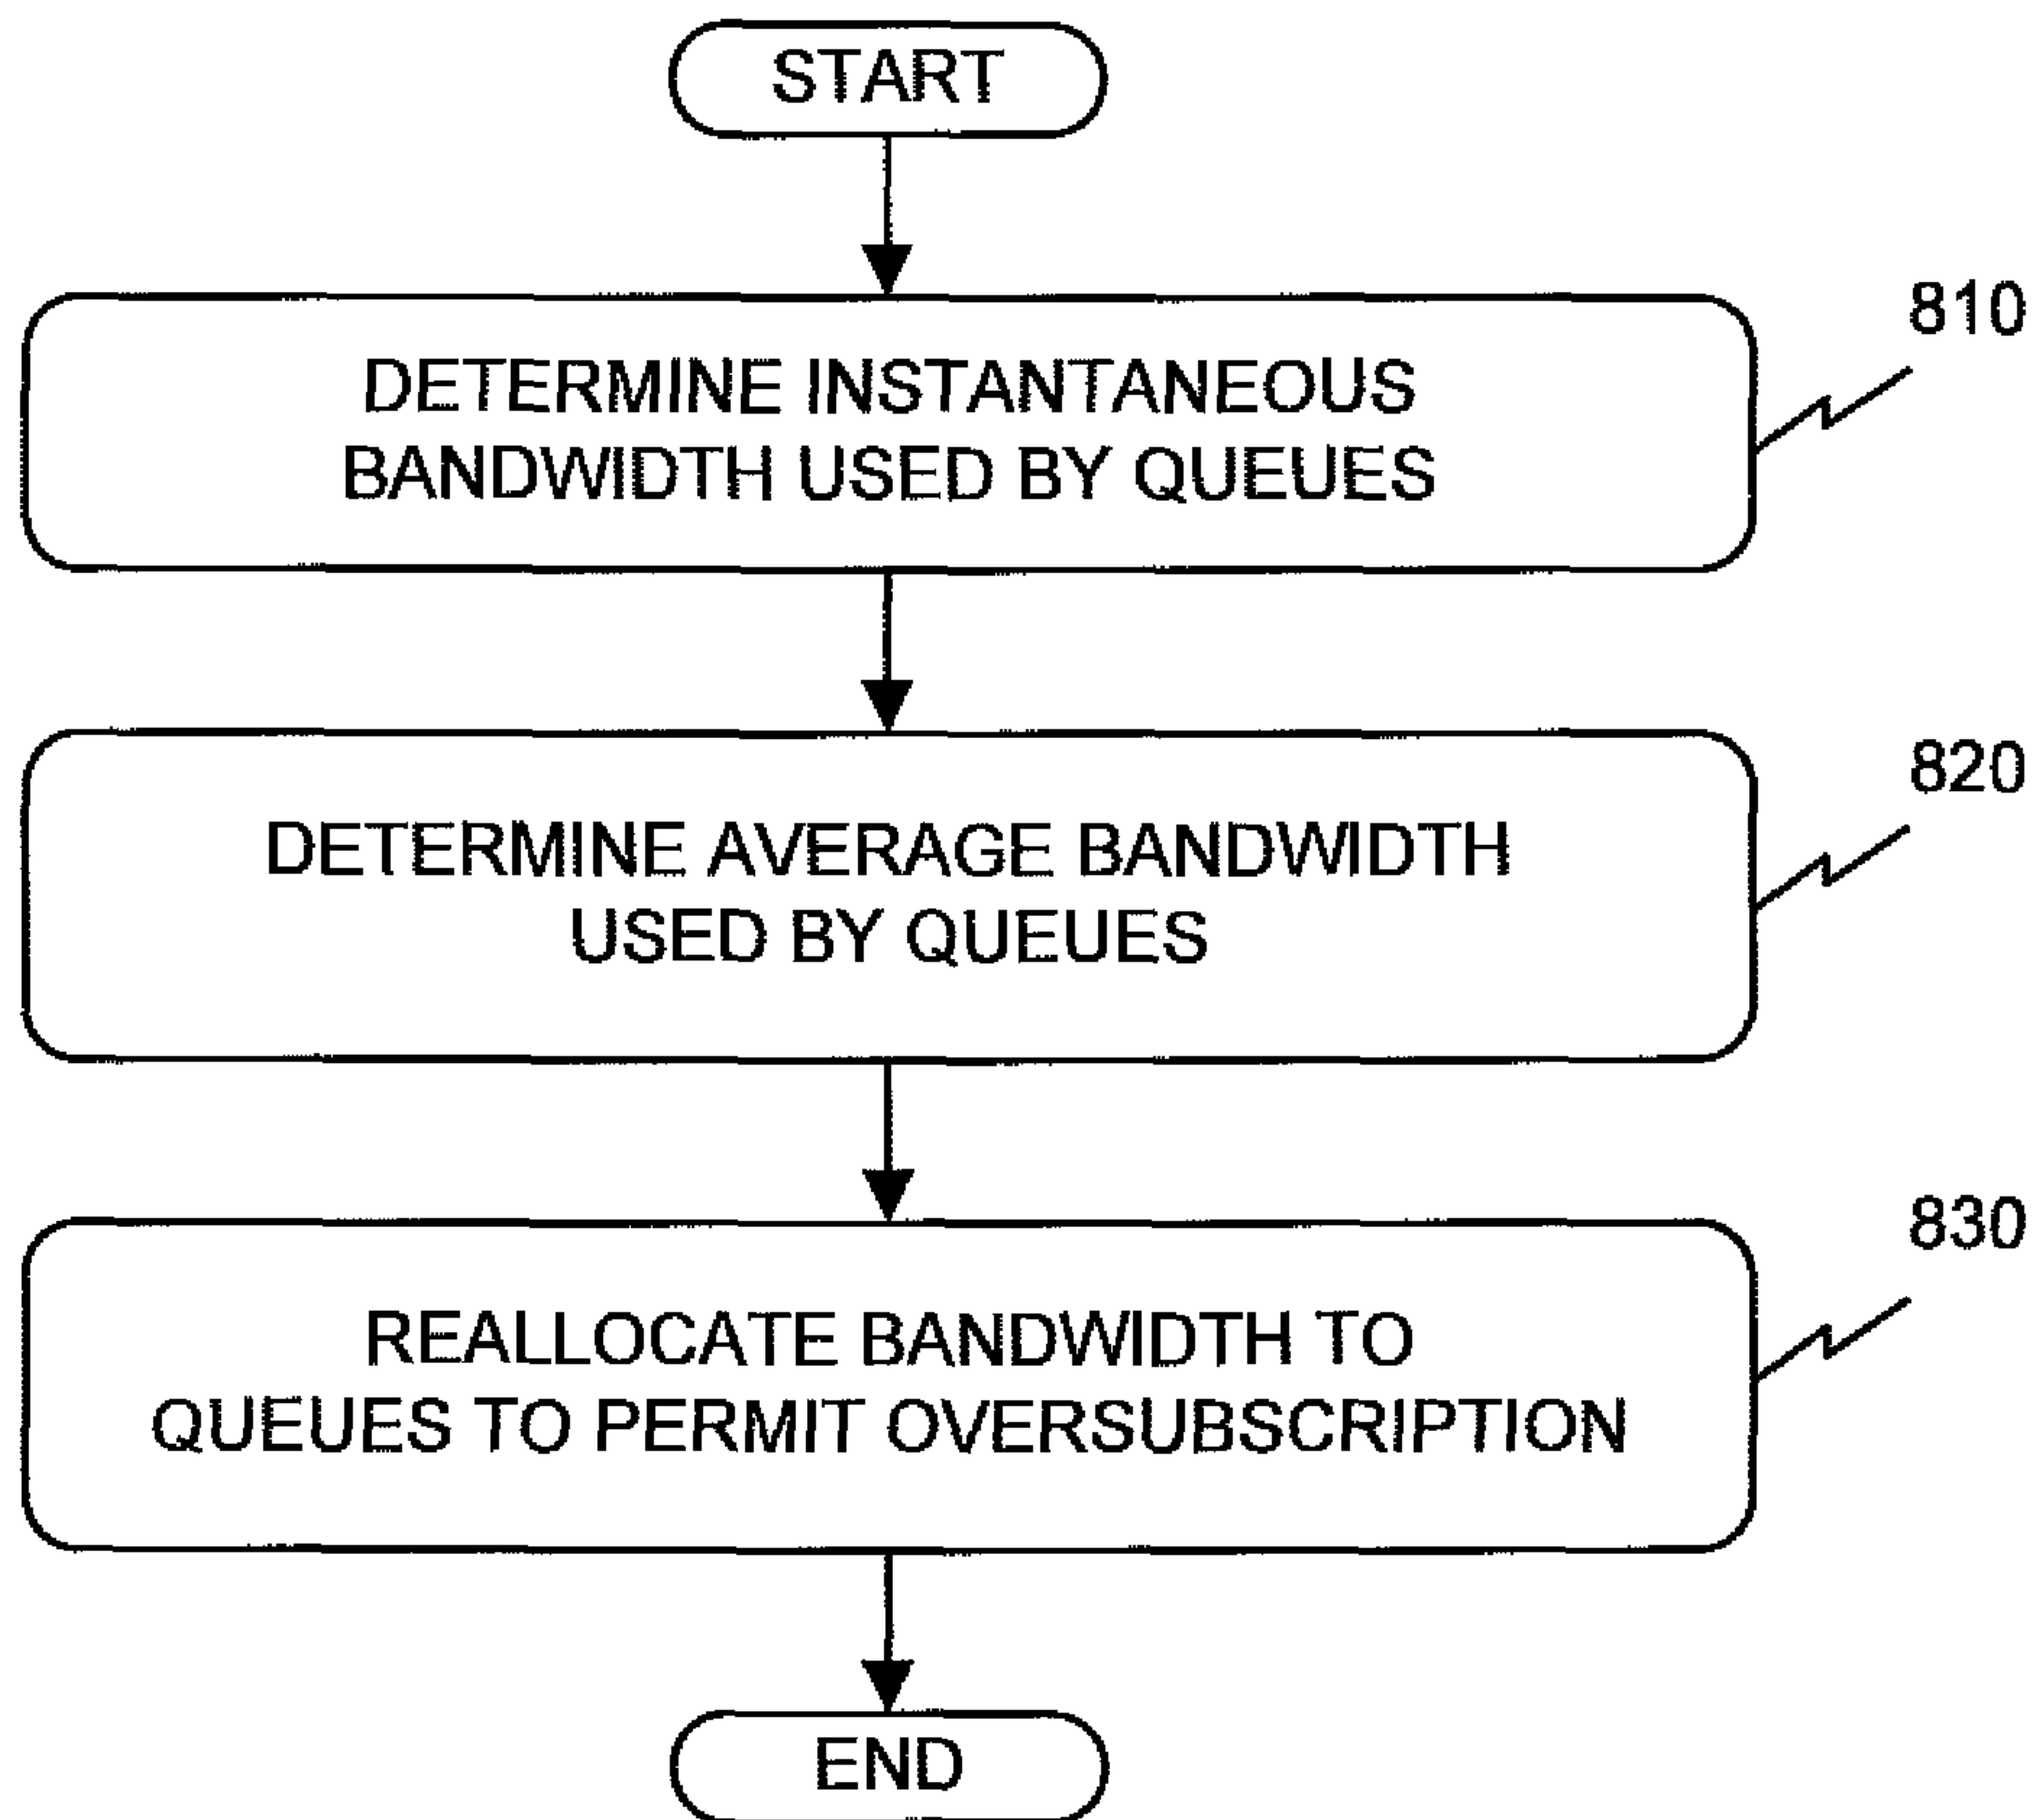 START
810
DETERMINE INSTANTANEOUS
BANDWIDTH USED BY QUEUES
820
DETERMINE AVERAGE BANDWIDTH
USED BY QUEUES
830
REALLOCATE BANDWIDTH TO
QUEUES TO PERMIT OVERSUBSCRIPTION
END